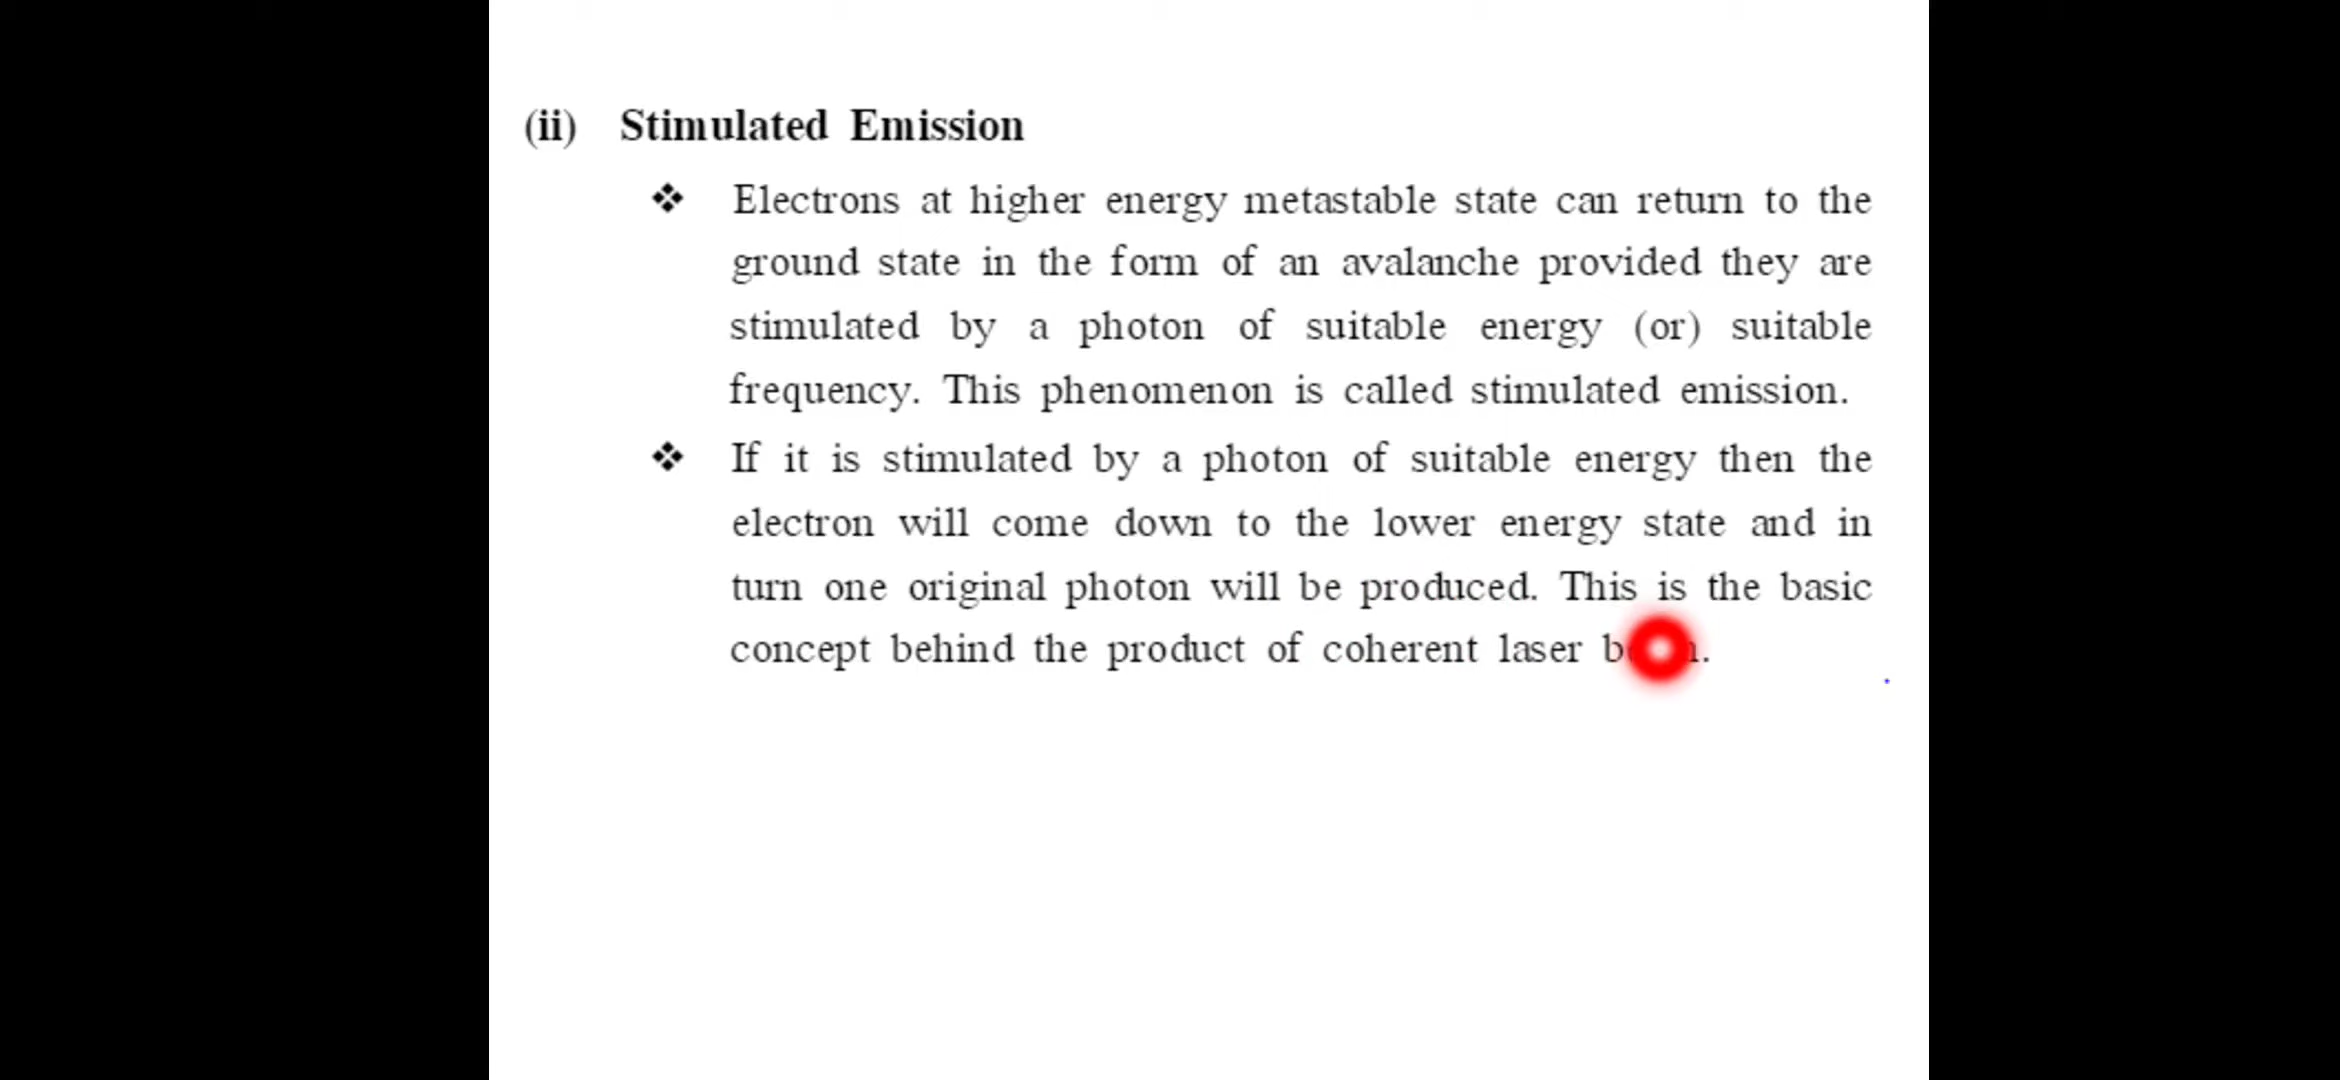 (ii) Stimulated Emission
❖ Electrons at higher energy metastable state can return to the
ground state in the form of an avalanche provided they are
stimulated by a photon of suitable energy (or) suitable
frequency. This phenomenon is called stimulated emission.
❖ If it is stimulated by a photon of suitable energy then the
electron will come down to the lower energy state and in
turn one original photon will be produced. This is the basic
concept behind the product of coherent laser